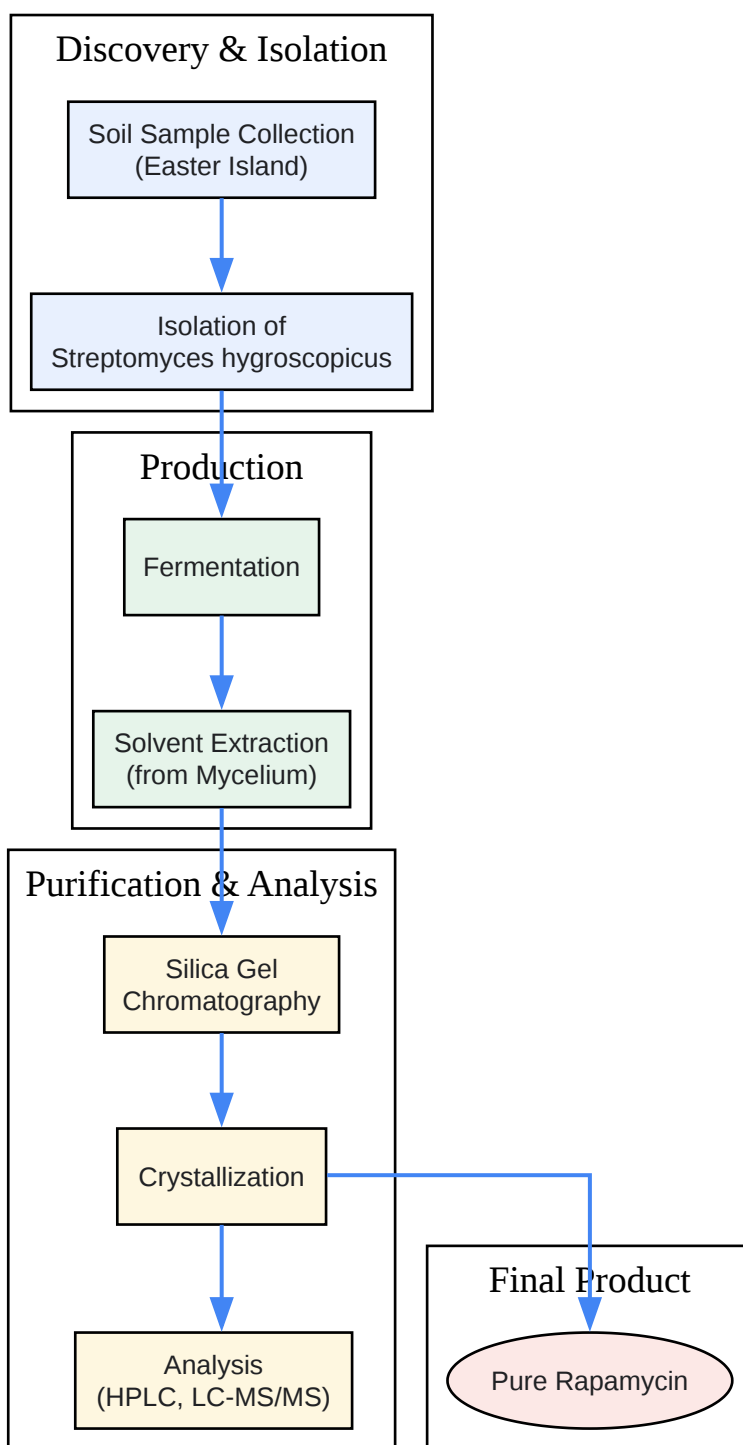 Discovery & Isolation
Soil Sample Collection
(Easter Island)
Isolation of
Streptomyces hygroscopicus
Production
Fermentation
Solvent Extraction
(from Mycelium)
Purification & Analysis
Silica Gel
Chromatography
Crystallization
Analysis
(HPLC, LC-MS/MS)
Final Product
Pure Rapamycin